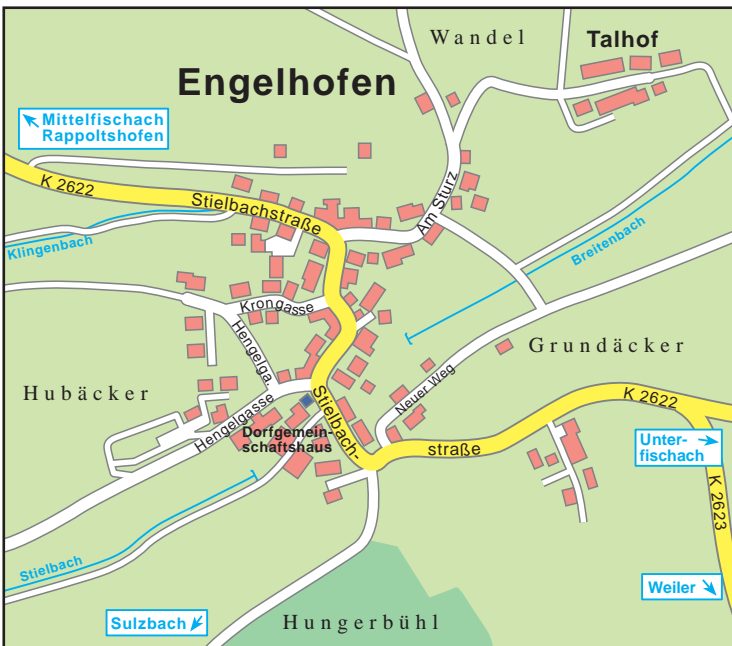 Wandel
Talhof
Engelhofen
Mittelfischach
Rappoltshofen
K 2622
Stielbachstraße
Am Sturz
Klingenbach
Breitenbach
Krongasse
Hengelga.
Grundäcker
Hubäcker
Neuer Weg
K 2622
Hengelgasse
Stielbach-
straße
Dorfgemein-
schaftshaus
Unter-
fischach
K 2623
Stielbach
Weiler
Sulzbach
Hungerbühl